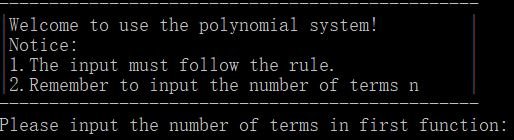 Welcome to use the polynomial system!
Notice:
1.The input must follow the rule.
2.Remember to input the number of terms n
Please input the number of terms in first function: